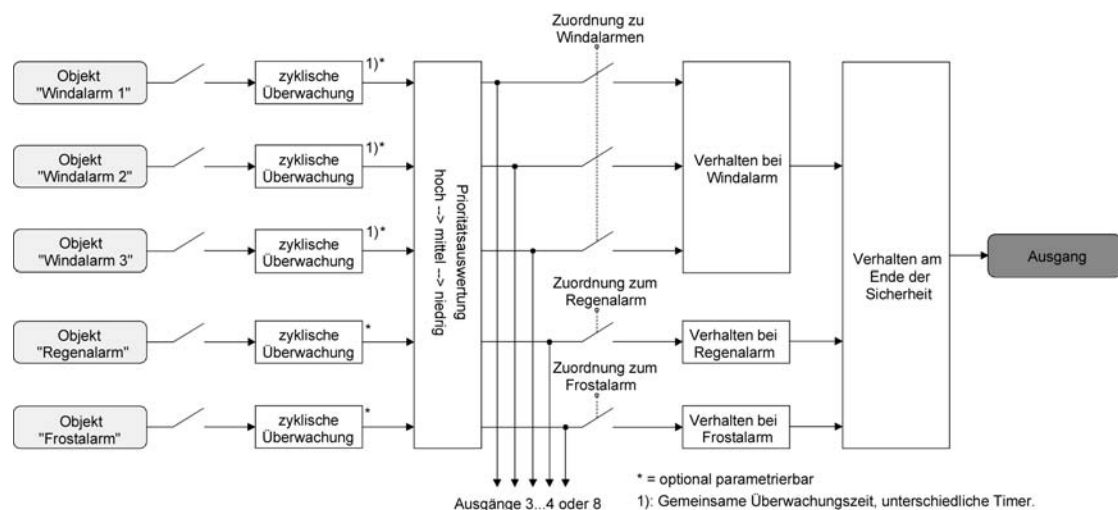 Zuordnung zu
Windalarmen
Objekt
"Windalarm 1"
zyklische
Überwachung
1)*
Objekt
"Windalarm 2"
zyklische
Überwachung
1)*
Objekt
"Windalarm 3"
zyklische
Überwachung
1)*
Objekt
"Regenalarm"
zyklische
Überwachung
*
Objekt
"Frostalarm"
zyklische
Überwachung
*
Prioritätsauswertung
hoch --> mittel --> niedrig
Verhalten bei
Windalarm
Zuordnung zum
Regenalarm
Verhalten bei
Regenalarm
Zuordnung zum
Frostalarm
Verhalten bei
Frostalarm
Verhalten am
Ende der
Sicherheit
Ausgang
Ausgänge 3...4 oder 8
* = optional parametrierbar
1): Gemeinsame Überwachungszeit, unterschiedliche Timer.